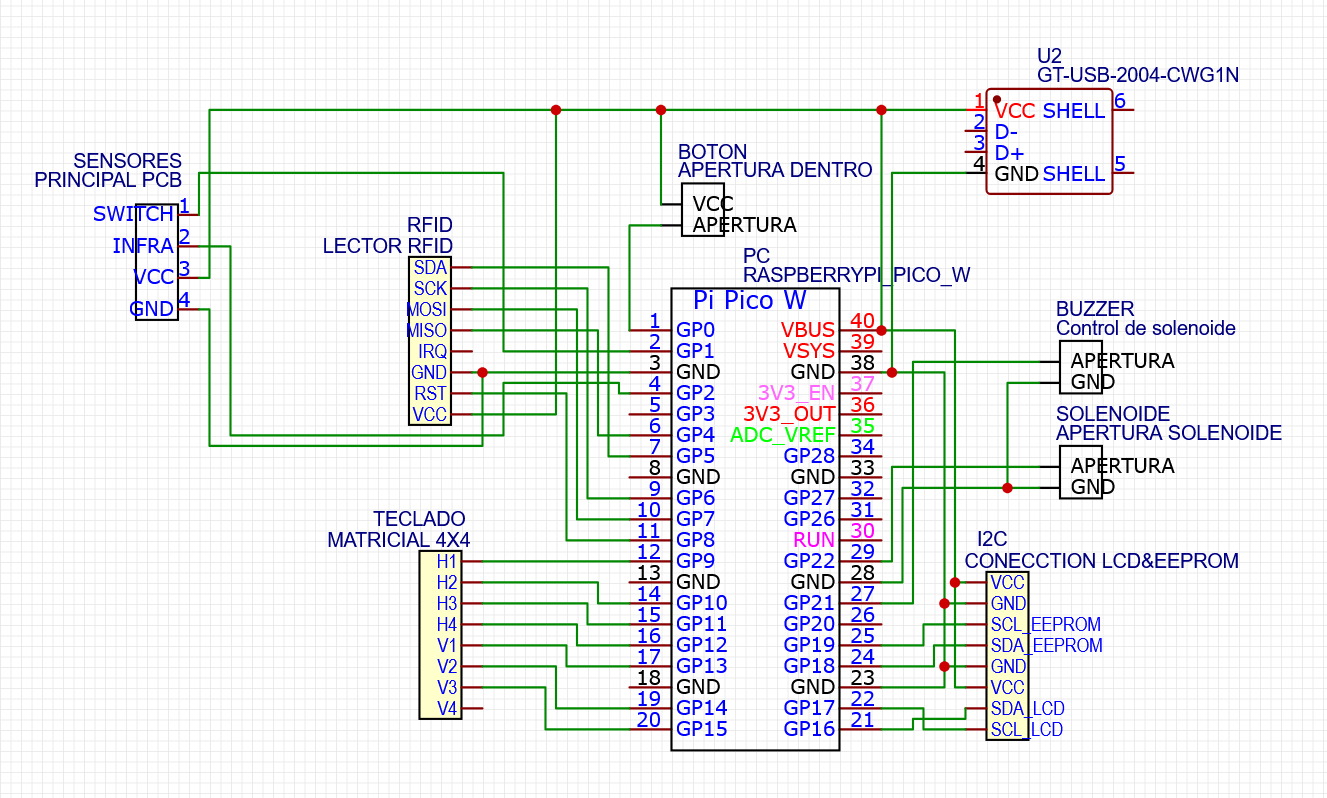 U2
GT-USB-2004-CWG1N
1 VCC SHELL 6
2 D-
3 D+
4 GND SHELL 5
SENSORES
PRINCIPAL PCB
SWITCH 1
INFRA 2
VCC 3
GND 4
BOTON
APERTURA DENTRO
VCC
APERTURA
RFID
LECTOR RFID
SDA
SCK
MOSI
MISO
IRQ
GND
RST
VCC
PC
RASPBERRYPI_PICO_W
Pi Pico W
1 GP0 VBUS 40
2 GP1 VSYS 39
3 GND GND 38
4 GP2 3V3_EN 37
5 GP3 3V3_OUT 36
6 GP4 ADC_VREF 35
7 GP5 GP28 34
8 GND GND 33
9 GP6 GP27 32
10 GP7 GP26 31
11 GP8 RUN 30
12 GP9 GP22 29
13 GND GND 28
14 GP10 GP21 27
15 GP11 GP20 26
16 GP12 GP19 25
17 GP13 GP18 24
18 GND GND 23
19 GP14 GP17 22
20 GP15 GP16 21
BUZZER
Control de solenoide
APERTURA
GND
SOLENOIDE
APERTURA SOLENOIDE
APERTURA
GND
TECLADO
MATRICIAL 4X4
H1
H2
H3
H4
V1
V2
V3
V4
I2C
CONECCTION LCD&EEPROM
VCC
GND
SCL_EEPROM
SDA_EEPROM
GND
VCC
SDA_LCD
SCL_LCD